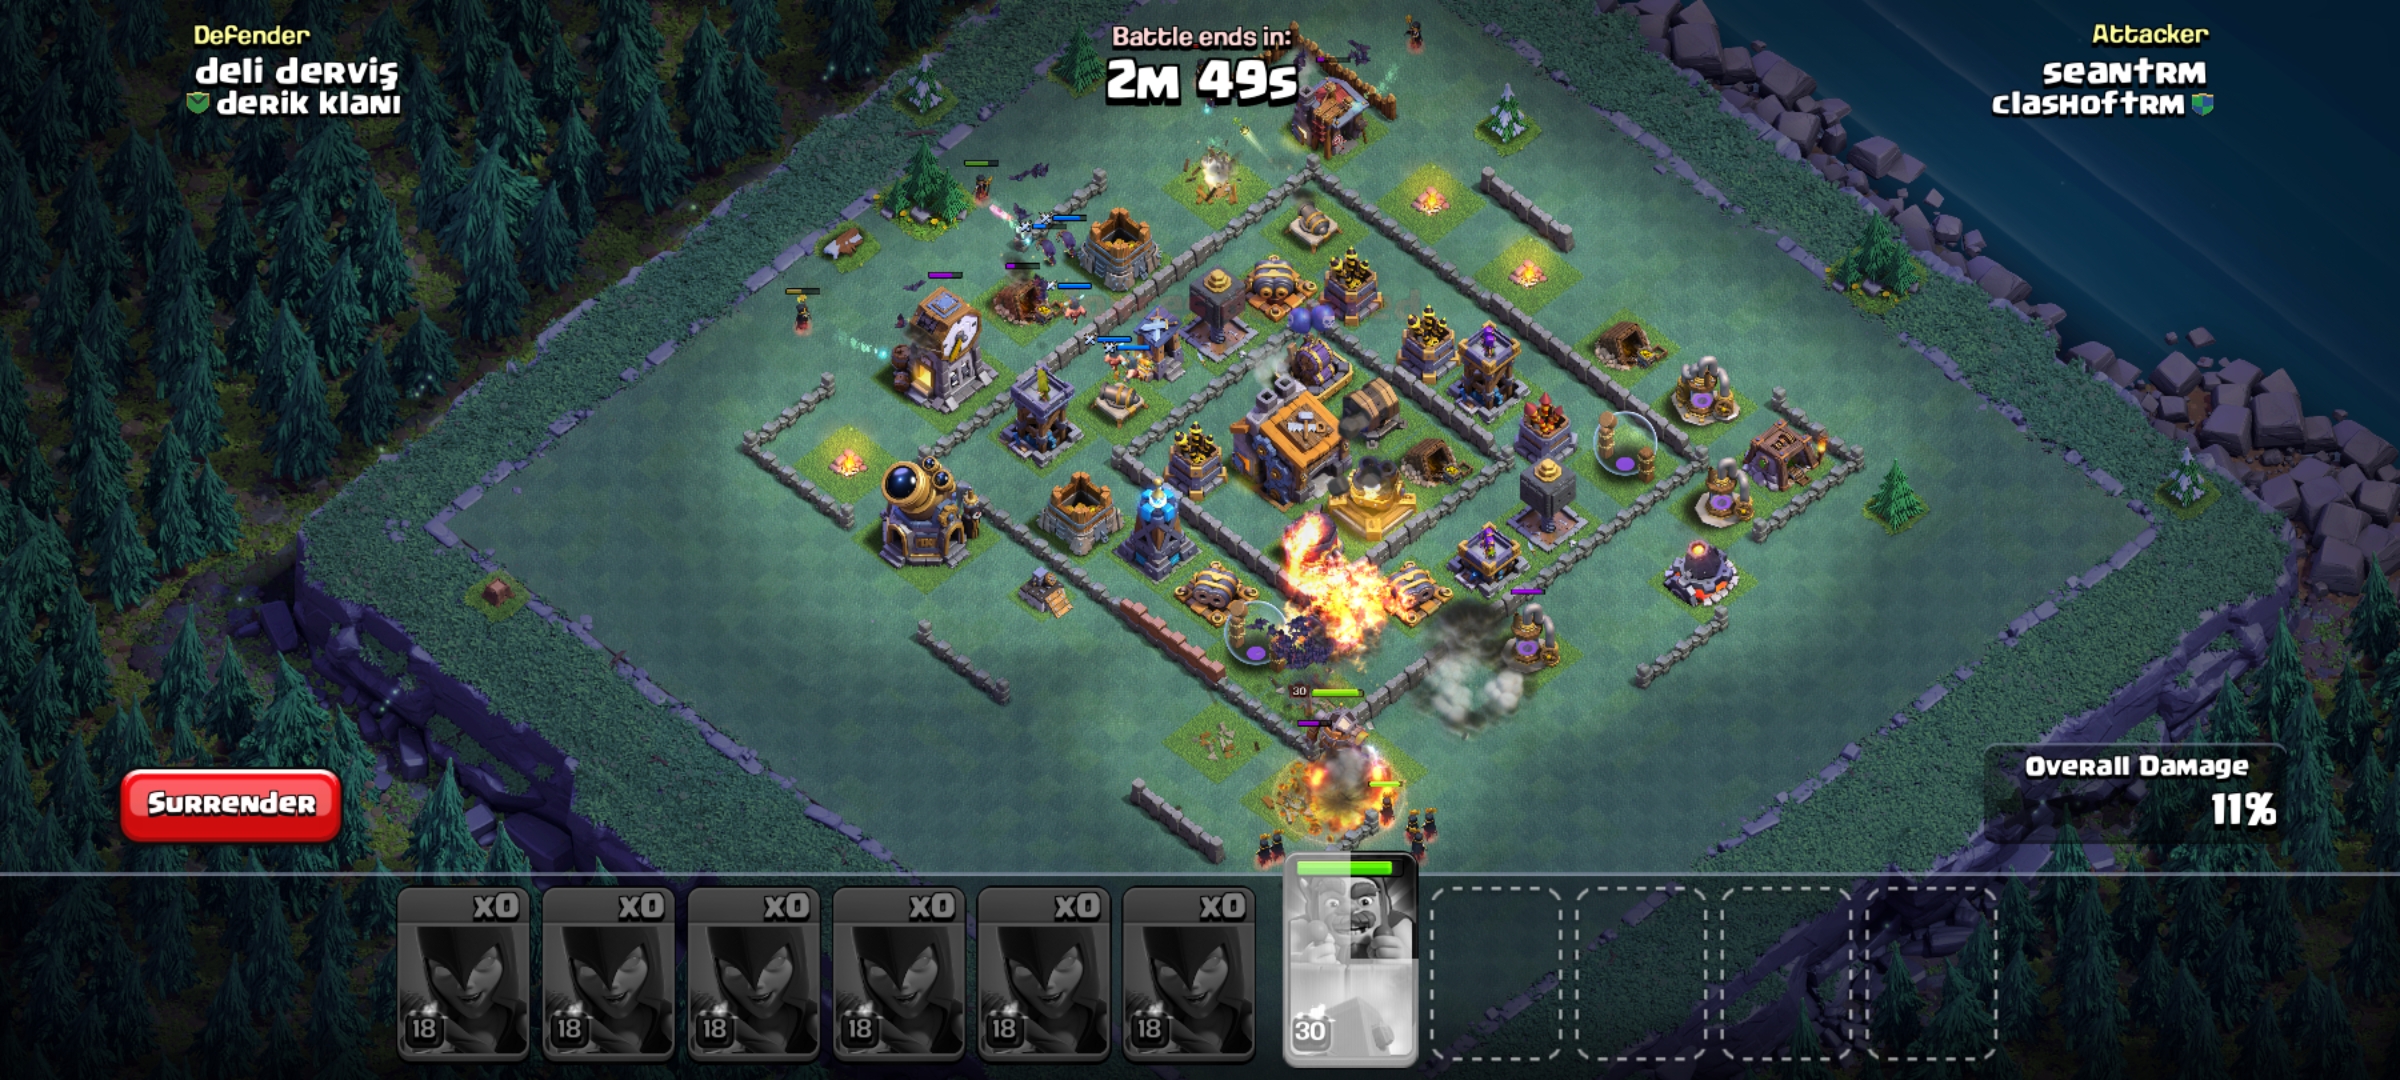 Defender
deli derviş
derik klanı
Battle ends in:
2m 49s
Attacker
seantrm
clashoftrm
30
Surrender
Overall Damage
11%
x0
x0
x0
x0
x0
x0
18
18
18
18
18
18
30